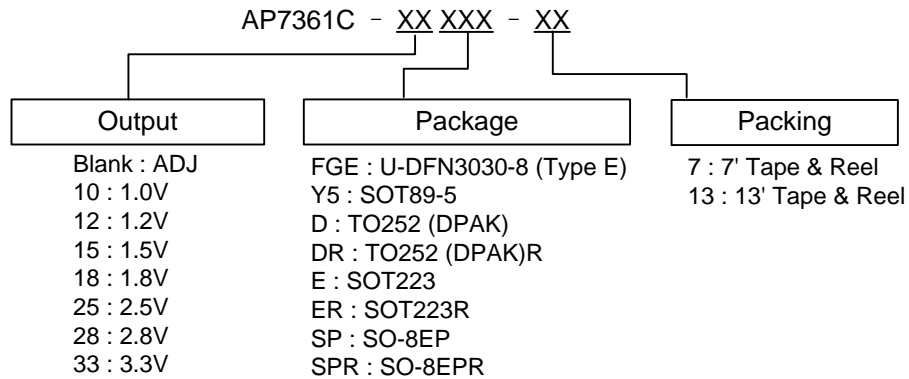 AP7361C – XX XXX – XX
Output
Blank : ADJ
10 : 1.0V
12 : 1.2V
15 : 1.5V
18 : 1.8V
25 : 2.5V
28 : 2.8V
33 : 3.3V
Package
FGE : U-DFN3030-8 (Type E)
Y5 : SOT89-5
D : TO252 (DPAK)
DR : TO252 (DPAK)R
E : SOT223
ER : SOT223R
SP : SO-8EP
SPR : SO-8EPR
Packing
7 : 7' Tape & Reel
13 : 13' Tape & Reel